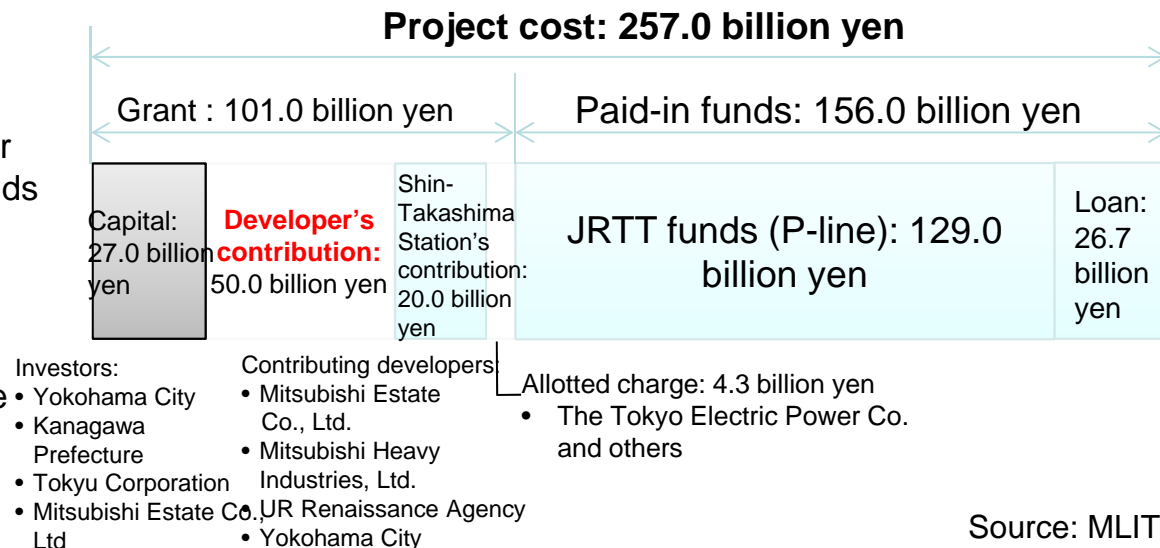 Project cost: 257.0 billion yen
Grant : 101.0 billion yen
Paid-in funds: 156.0 billion yen
r
ds
Capital:
27.0 billion
yen
Developer's
contribution:
50.0 billion yen
Shin-
Takashima
Station's
contribution:
20.0 billion
yen
JRTT funds (P-line): 129.0
billion yen
Loan:
26.7
billion
yen
e
Investors:
• Yokohama City
• Kanagawa
Prefecture
• Tokyu Corporation
• Mitsubishi Estate Co.,
Ltd
Contributing developers:
• Mitsubishi Estate
Co., Ltd.
• Mitsubishi Heavy
Industries, Ltd.
• UR Renaissance Agency
• Yokohama City
Allotted charge: 4.3 billion yen
• The Tokyo Electric Power Co.
and others
Source: MLIT